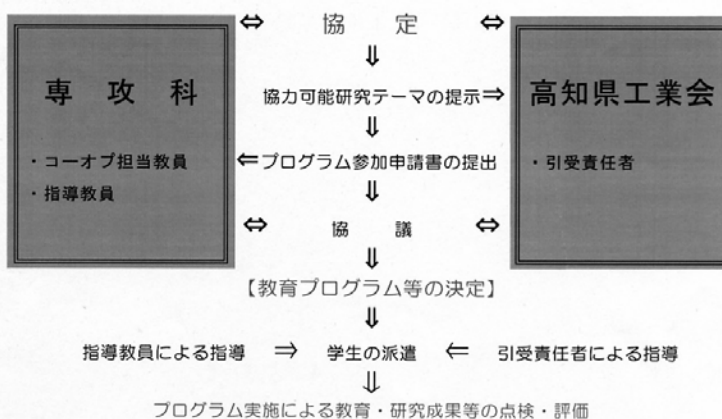 ⇔ 協 定 ⇔
⇓
専 攻 科
協力可能研究テーマの提示⇒
高知県工業会
⇓
・コーオプ担当教員
⇐プログラム参加申請書の提出
・引受責任者
・指導教員
⇓
⇔ 協 議 ⇔
⇓
【教育プログラム等の決定】
⇓
指導教員による指導 ⇒ 学生の派遣 ⇐ 引受責任者による指導
⇓
プログラム実施による教育・研究成果等の点検・評価